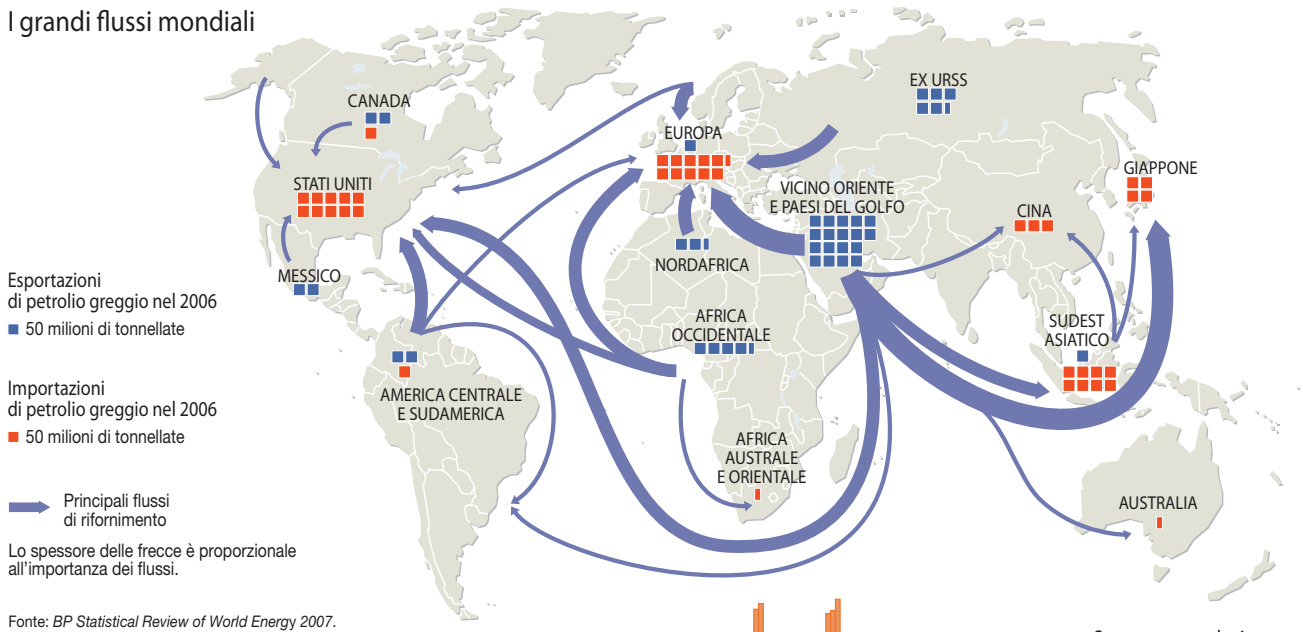 I grandi flussi mondiali
CANADA
STATI UNITI
MESSICO
AMERICA CENTRALE
E SUDAMERICA
EUROPA
EX URSS
VICINO ORIENTE
E PAESI DEL GOLFO
NORDAFRICA
AFRICA
OCCIDENTALE
AFRICA
AUSTRALE
E ORIENTALE
CINA
GIAPPONE
SUDEST
ASIATICO
AUSTRALIA
Esportazioni
di petrolio greggio nel 2006
50 milioni di tonnellate
Importazioni
di petrolio greggio nel 2006
50 milioni di tonnellate
Principali flussi
di rifornimento
Lo spessore delle frecce è proporzionale
all'importanza dei flussi.
Fonte: BP Statistical Review of World Energy 2007.